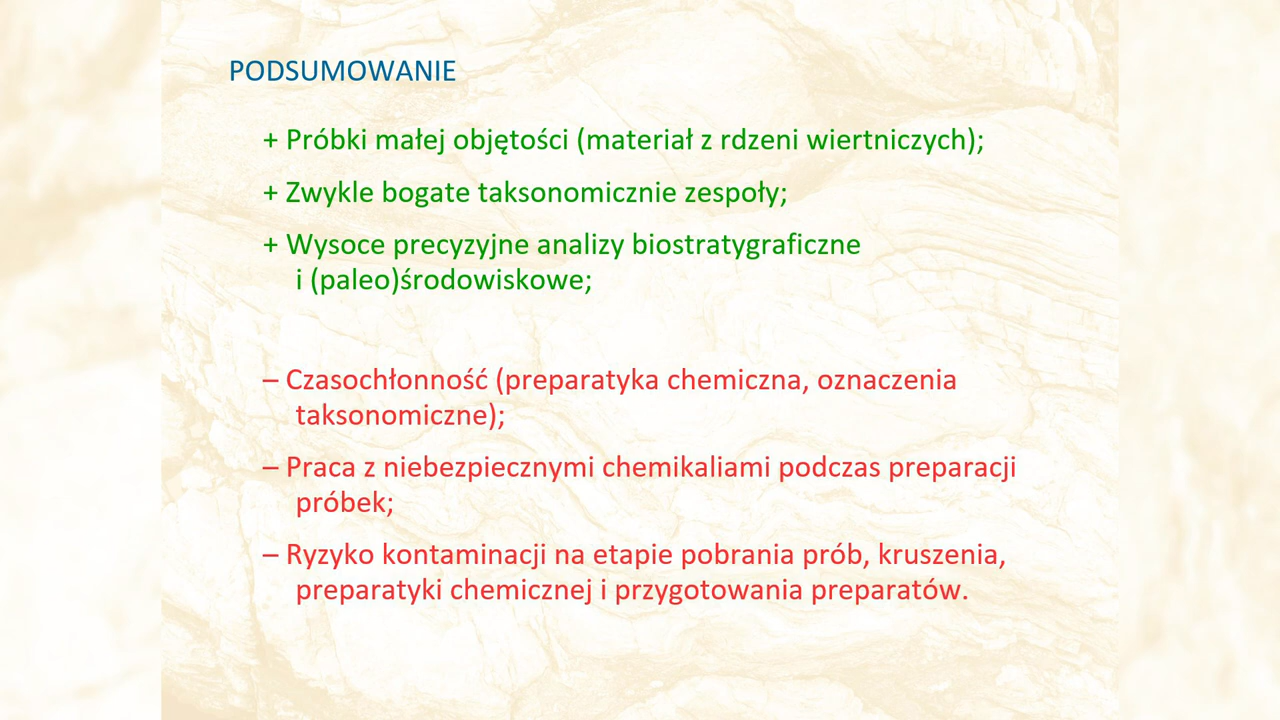 PODSUMOWANIE
+ Próbki małej objętości (materiał z rdzeni wiertniczych);
+ Zwykle bogate taksonomicznie zespoły;
+ Wysoce precyzyjne analizy biostratygraficzne
i (paleo)środowiskowe;
– Czasochłonność (preparatyka chemiczna, oznaczenia
taksonomiczne);
– Praca z niebezpiecznymi chemikaliami podczas preparacji
próbek;
– Ryzyko kontaminacji na etapie pobrania prób, kruszenia,
preparatyki chemicznej i przygotowania preparatów.